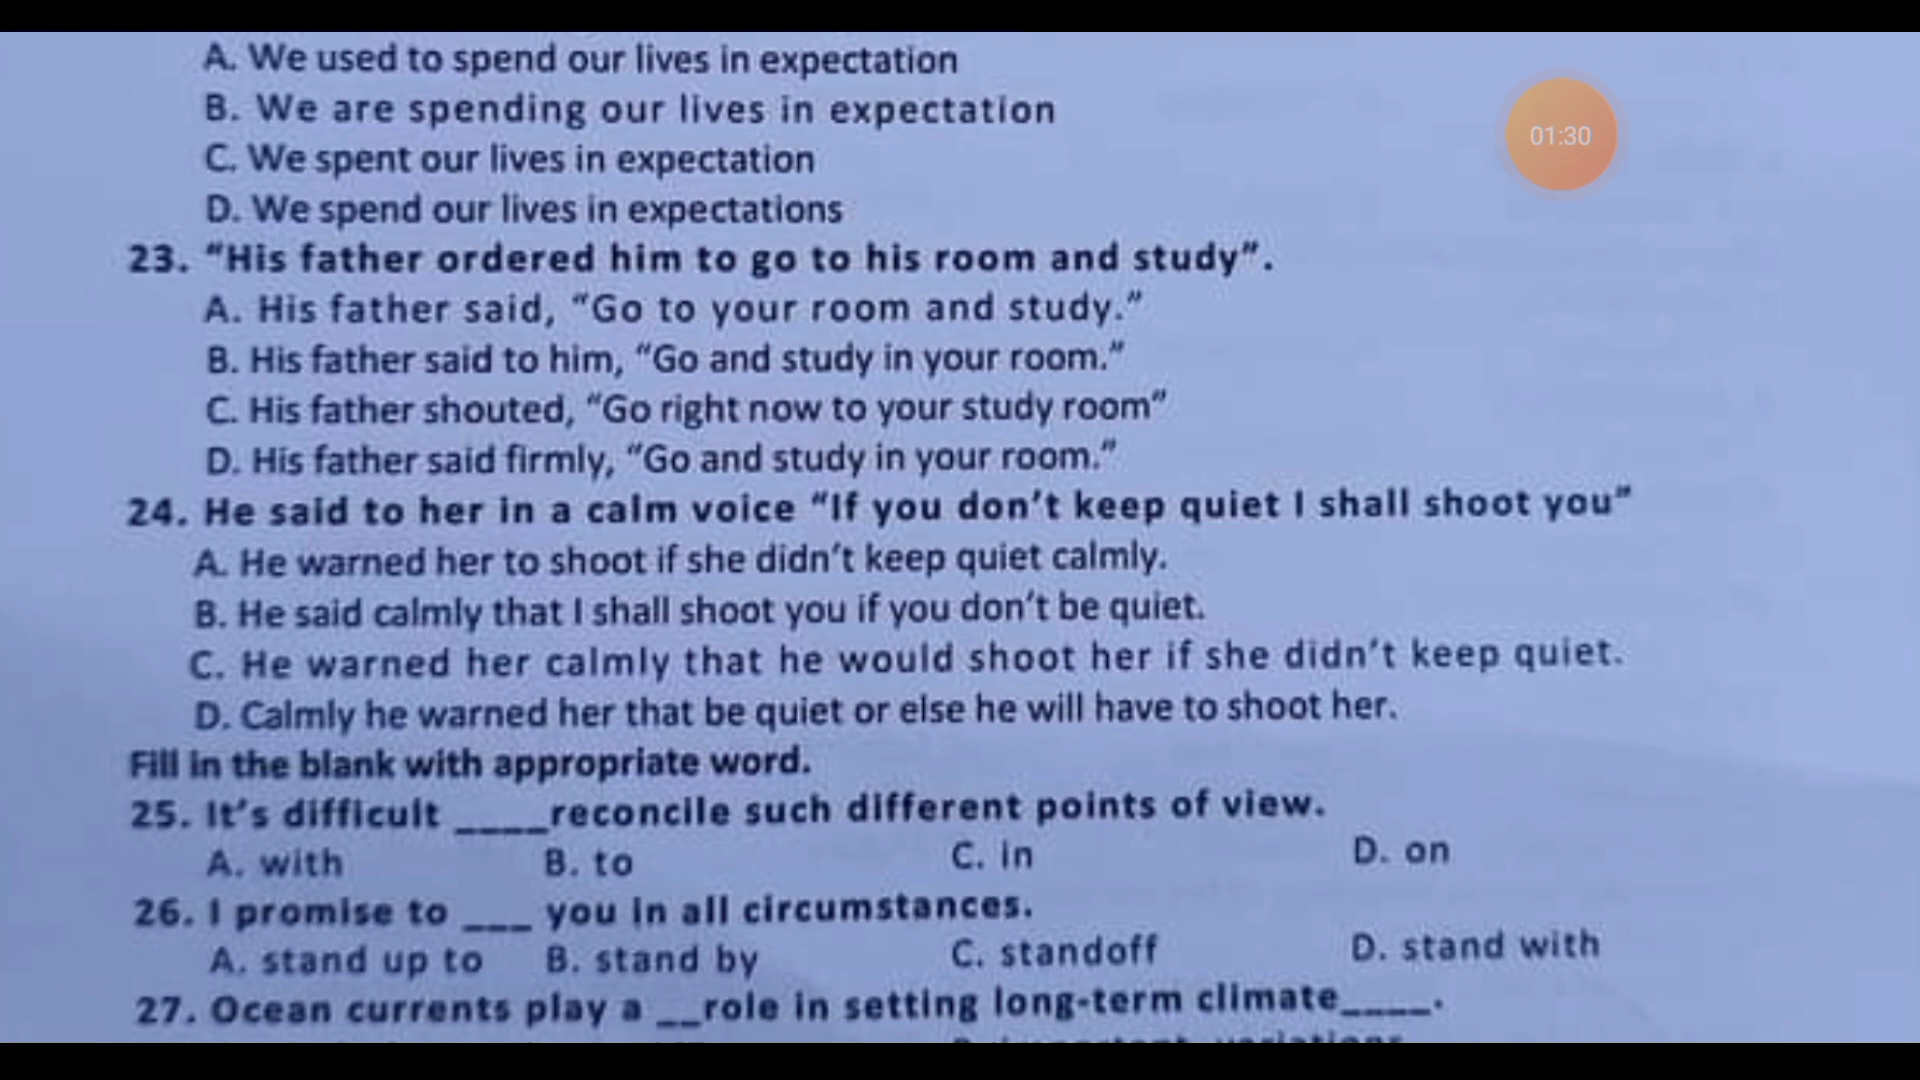 A. We used to spend our lives in expectation
B. We are spending our lives in expectation
01:30
C. We spent our lives in expectation
D. We spend our lives in expectations
23. “His father ordered him to go to his room and study”.
A. His father said, “Go to your room and study.”
B. His father said to him, “Go and study in your room.”
C. His father shouted, “Go right now to your study room”
D. His father said firmly, “Go and study in your room.”
24. He said to her in a calm voice “If you don’t keep quiet I shall shoot you”
A. He warned her to shoot if she didn’t keep quiet calmly.
B. He said calmly that I shall shoot you if you don’t be quiet.
C. He warned her calmly that he would shoot her if she didn’t keep quiet.
D. Calmly he warned her that be quiet or else he will have to shoot her.
Fill in the blank with appropriate word.
25. It’s difficult ____reconcile such different points of view.
A. with B. to C. in D. on
26. I promise to ___ you in all circumstances.
A. stand up to B. stand by C. standoff D. stand with
27. Ocean currents play a __role in setting long-term climate____.